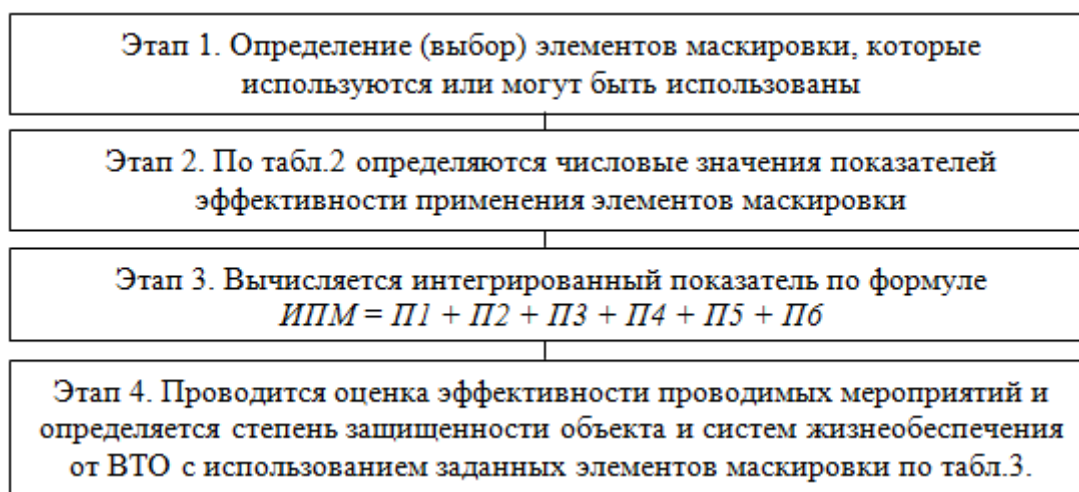 Этап 1. Определение (выбор) элементов маскировки, которые
используются или могут быть использованы
Этап 2. По табл.2 определяются числовые значения показателей
эффективности применения элементов маскировки
Этап 3. Вычисляется интегрированный показатель по формуле
ИПМ = П1 + П2 + П3 + П4 + П5 + П6
Этап 4. Проводится оценка эффективности проводимых мероприятий и
определяется степень защищенности объекта и систем жизнеобеспечения
от ВТО с использованием заданных элементов маскировки по табл.3.